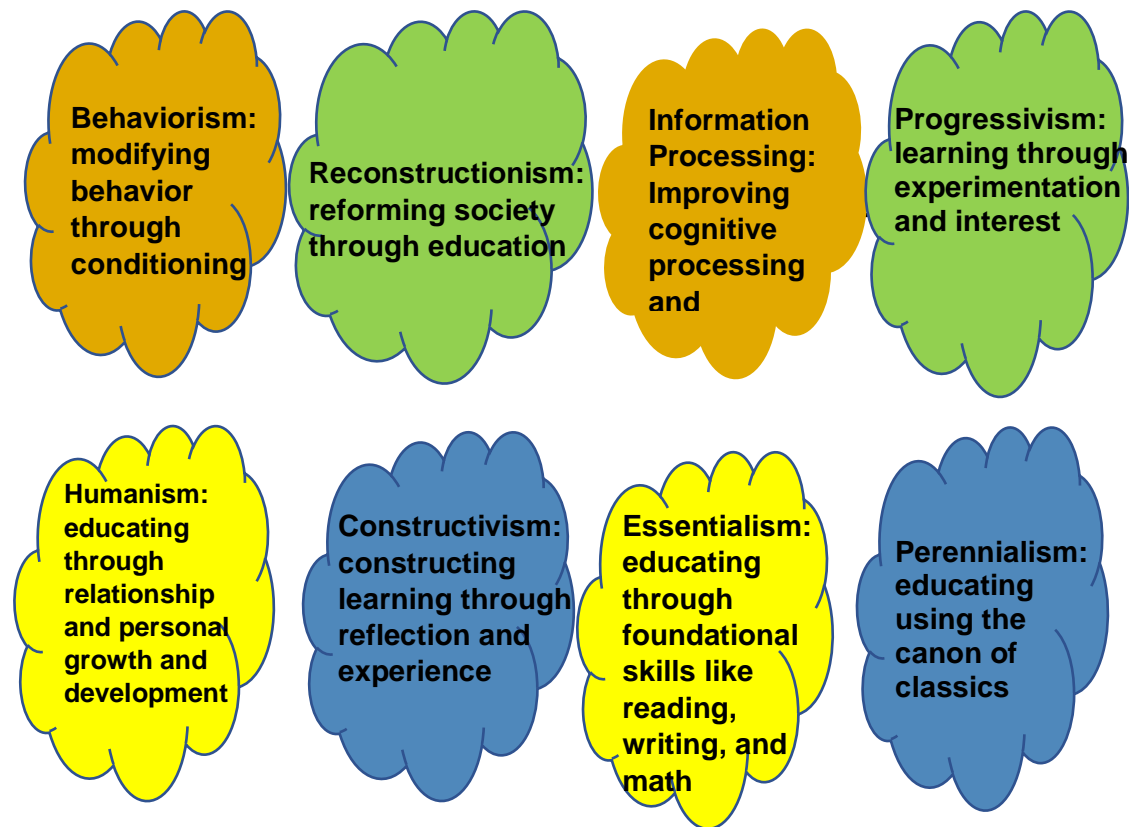 Behaviorism:
modifying
behavior
through
conditioning
Reconstructionism:
reforming society
through education
Information
Processing:
Improving
cognitive
processing
and
Progressivism:
learning through
experimentation
and interest
Humanism:
educating
through
relationship
and personal
growth and
development
Constructivism:
constructing
learning through
reflection and
experience
Essentialism:
educating
through
foundational
skills like
reading,
writing, and
math
Perennialism:
educating
using the
canon of
classics